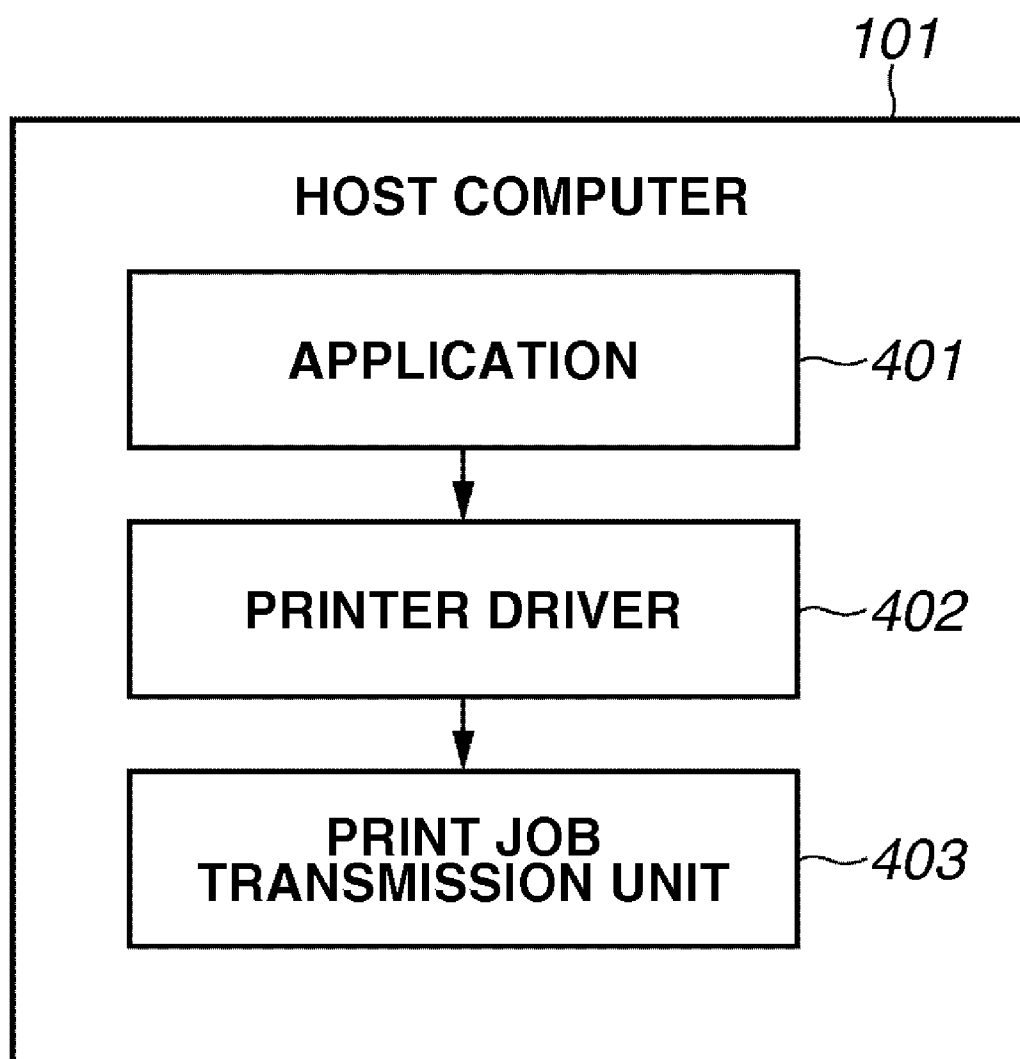 101
HOST COMPUTER
APPLICATION
401
PRINTER DRIVER
402
PRINT JOB
TRANSMISSION UNIT
403